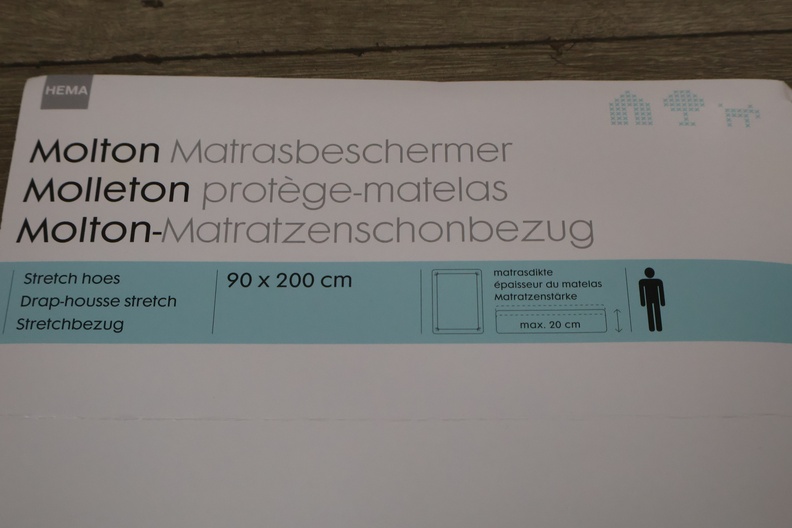 HEMA
Molton Matrasbeschermer
Molleton protège-matelas
Molton-Matratzenschonbezug
Stretch hoes
Drap-housse stretch
Stretchbezug
90 x 200 cm
matrasdikte
épaisseur du matelas
Matratzenstärke
max. 20 cm